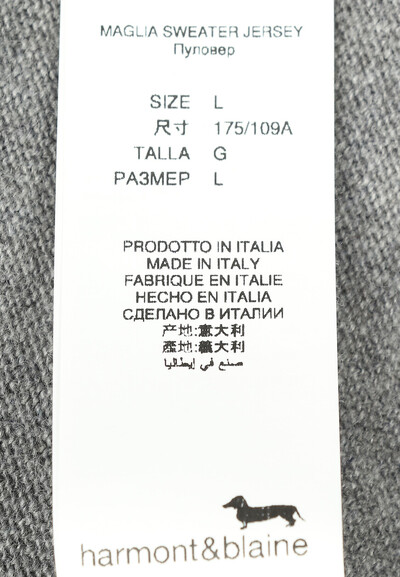 MAGLIA SWEATER JERSEY
Пуловер
SIZE L
尺寸 175/109A
TALLA G
РАЗМЕР L
PRODOTTO IN ITALIA
MADE IN ITALY
FABRIQUE EN ITALIE
HECHO EN ITALIA
СДЕЛАНО В ИТАЛИИ
产地:意大利
產地:義大利
صنع في إيطاليا
harmont&blaine